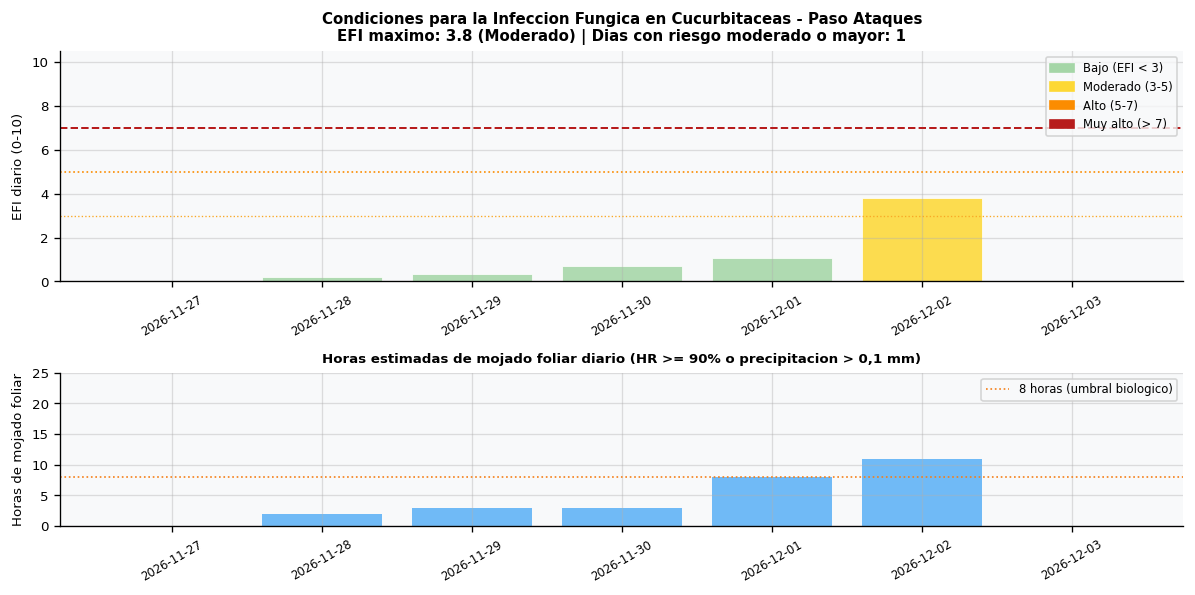 Condiciones para la Infeccion Fungica en Cucurbitaceas - Paso Ataques
EFI maximo: 3.8 (Moderado) | Dias con riesgo moderado o mayor: 1
EFI diario (0-10)
10
8
6
4
2
0
Bajo (EFI < 3)
Moderado (3-5)
Alto (5-7)
Muy alto (> 7)
2026-11-27
2026-11-28
2026-11-29
2026-11-30
2026-12-01
2026-12-02
2026-12-03
Horas estimadas de mojado foliar diario (HR >= 90% o precipitacion > 0,1 mm)
Horas de mojado foliar
25
20
15
10
5
0
8 horas (umbral biologico)
2026-11-27
2026-11-28
2026-11-29
2026-11-30
2026-12-01
2026-12-02
2026-12-03